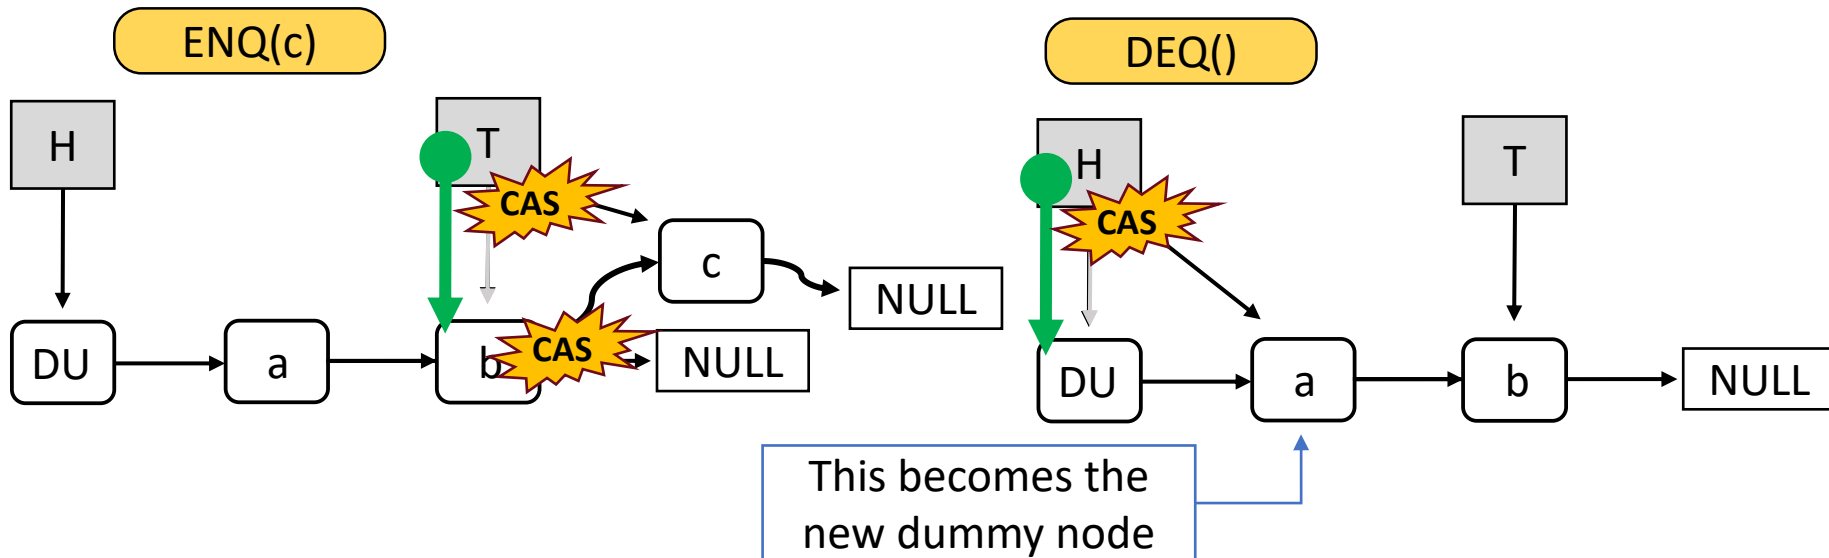 ENQ(c)
H
T
CAS
c
NULL
DU
a
b
CAS
NULL
DEQ()
H
CAS
T
DU
a
b
NULL
This becomes the
new dummy node